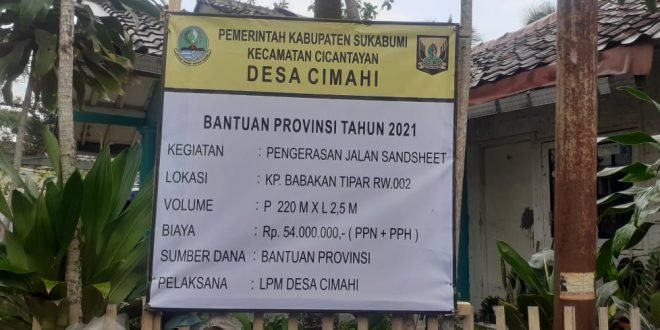 PEMERINTAH KABUPATEN SUKABUMI
KECAMATAN CICANTAYAN
DESA CIMAHI
BANTUAN PROVINSI TAHUN 2021
KEGIATAN : PENGERASAN JALAN SANDSHEET
LOKASI : KP. BABAKAN TIPAR RW.002
VOLUME : P 220 M X L 2,5 M
BIAYA : Rp. 54.000.000,- ( PPN + PPH )
SUMBER DANA : BANTUAN PROVINSI
PELAKSANA : LPM DESA CIMAHI